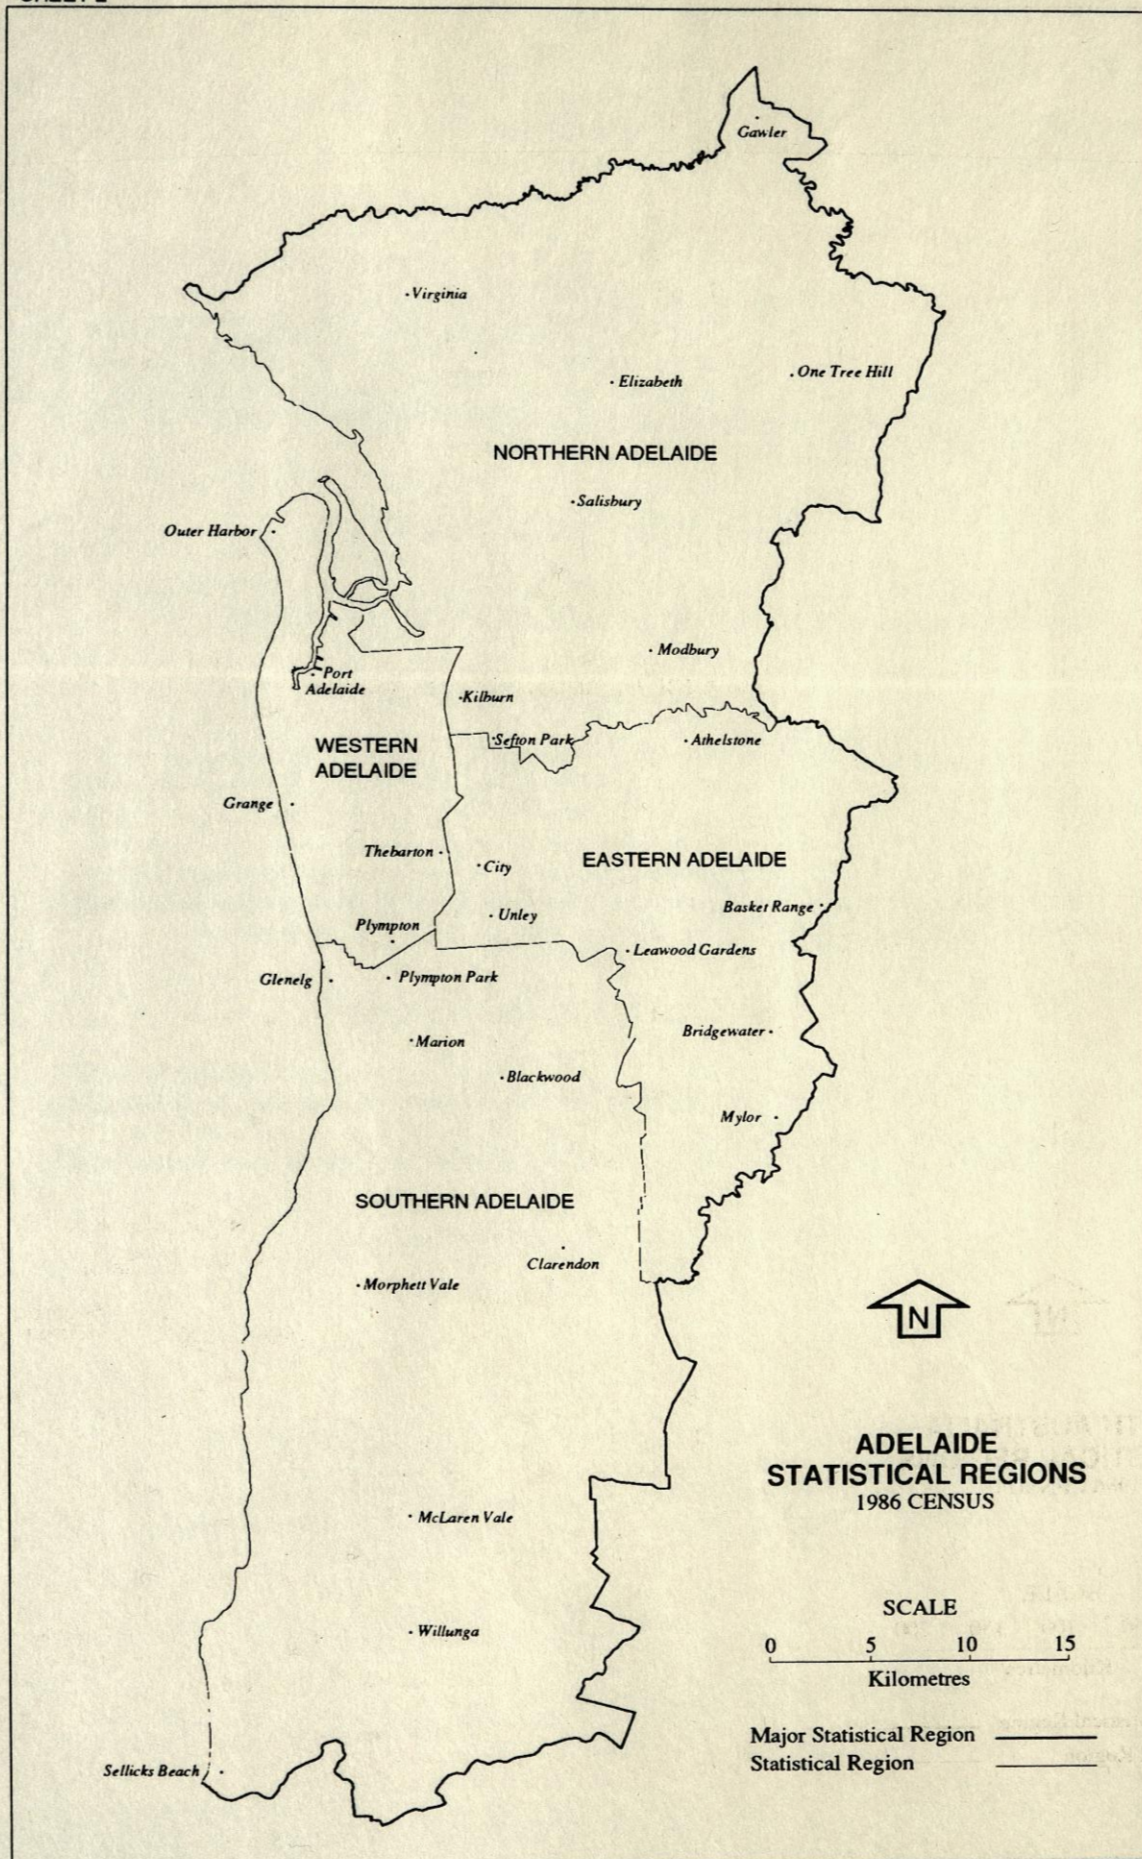 Gawler
Virginia
Elizabeth
One Tree Hill
NORTHERN ADELAIDE
Salisbury
Outer Harbor
Modbury
Port
Adelaide
Kilburn
Sefton Park
Athelstone
WESTERN
ADELAIDE
Grange
Thebarton
City
EASTERN ADELAIDE
Basket Range
Unley
Plympton
Leawood Gardens
Glenelg
Plympton Park
Bridgewater
Marion
Blackwood
Mylor
SOUTHERN ADELAIDE
Clarendon
Morphett Vale
N
ADELAIDE
STATISTICAL REGIONS
1986 CENSUS
McLaren Vale
SCALE
0 5 10 15
Kilometres
Willunga
Major Statistical Region
Statistical Region
Sellicks Beach